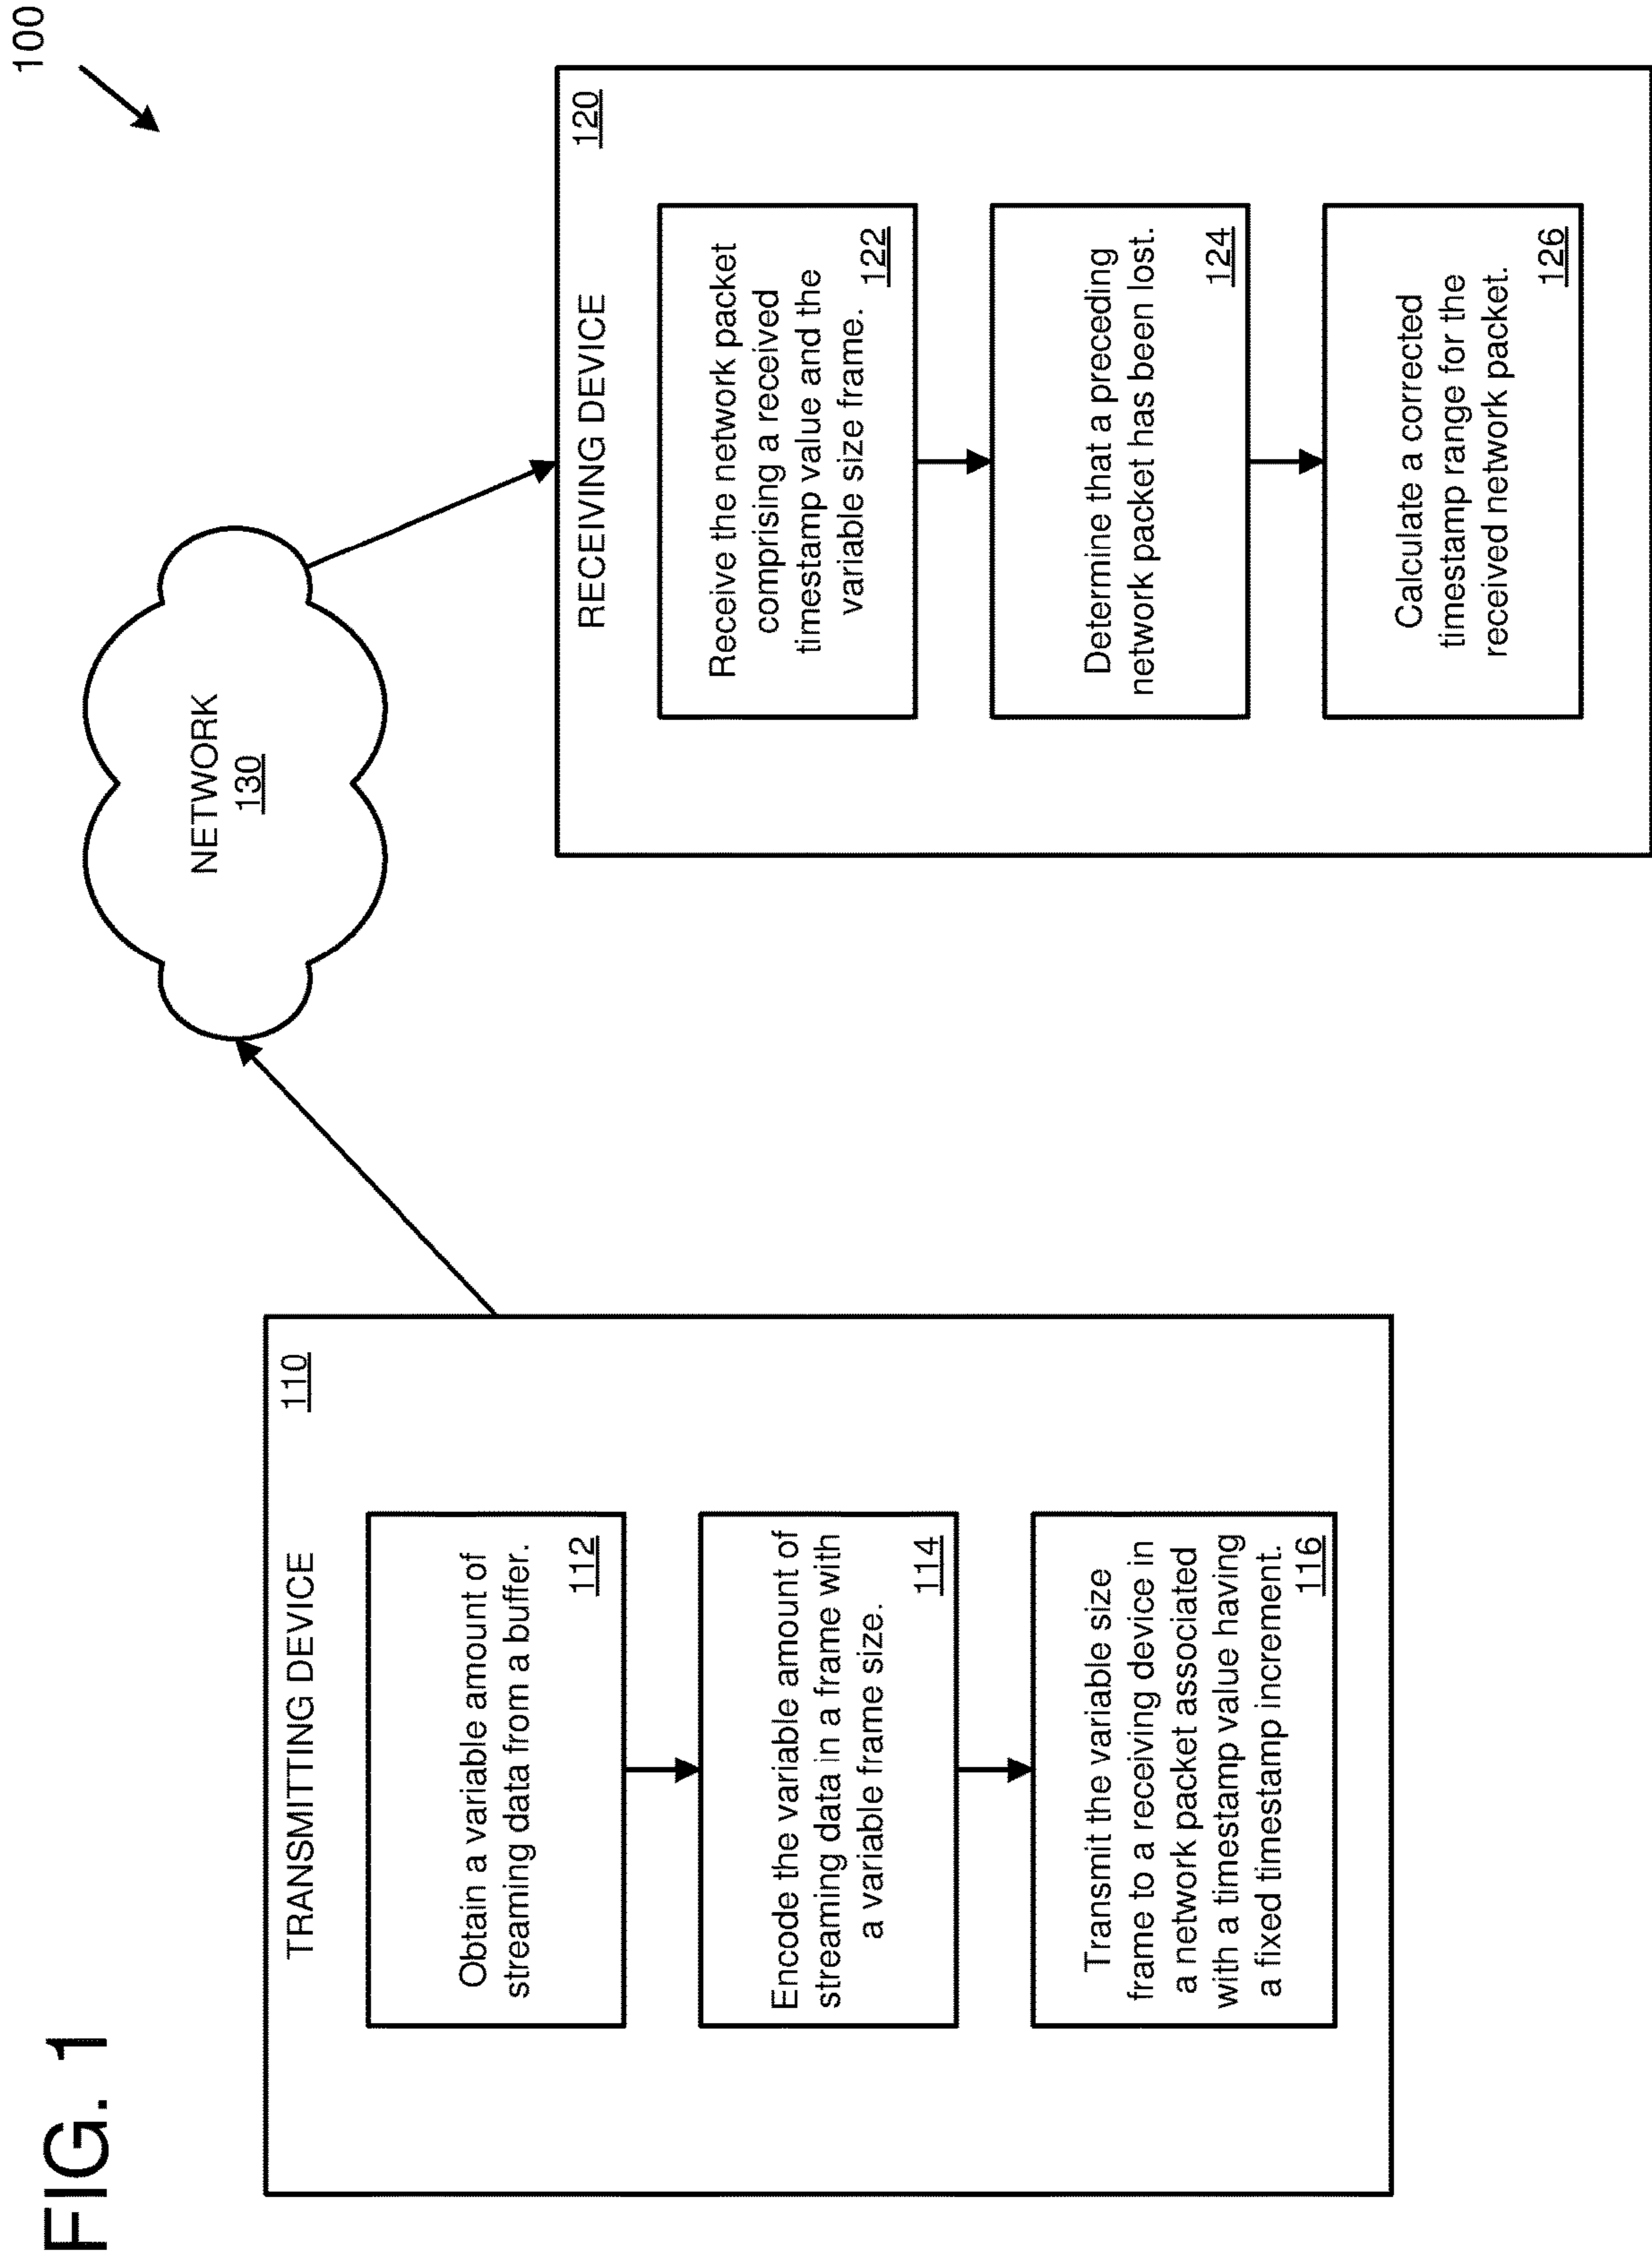 FIG. 1
100
TRANSMITTING DEVICE
110
Obtain a variable amount of
streaming data from a buffer.
112
Encode the variable amount of
streaming data in a frame with
a variable frame size.
114
Transmit the variable size
frame to a receiving device in
a network packet associated
with a timestamp value having
a fixed timestamp increment.
116
NETWORK
130
RECEIVING DEVICE
120
Receive the network packet
comprising a received
timestamp value and the
variable size frame.
122
Determine that a preceding
network packet has been lost.
124
Calculate a corrected
timestamp range for the
received network packet.
126